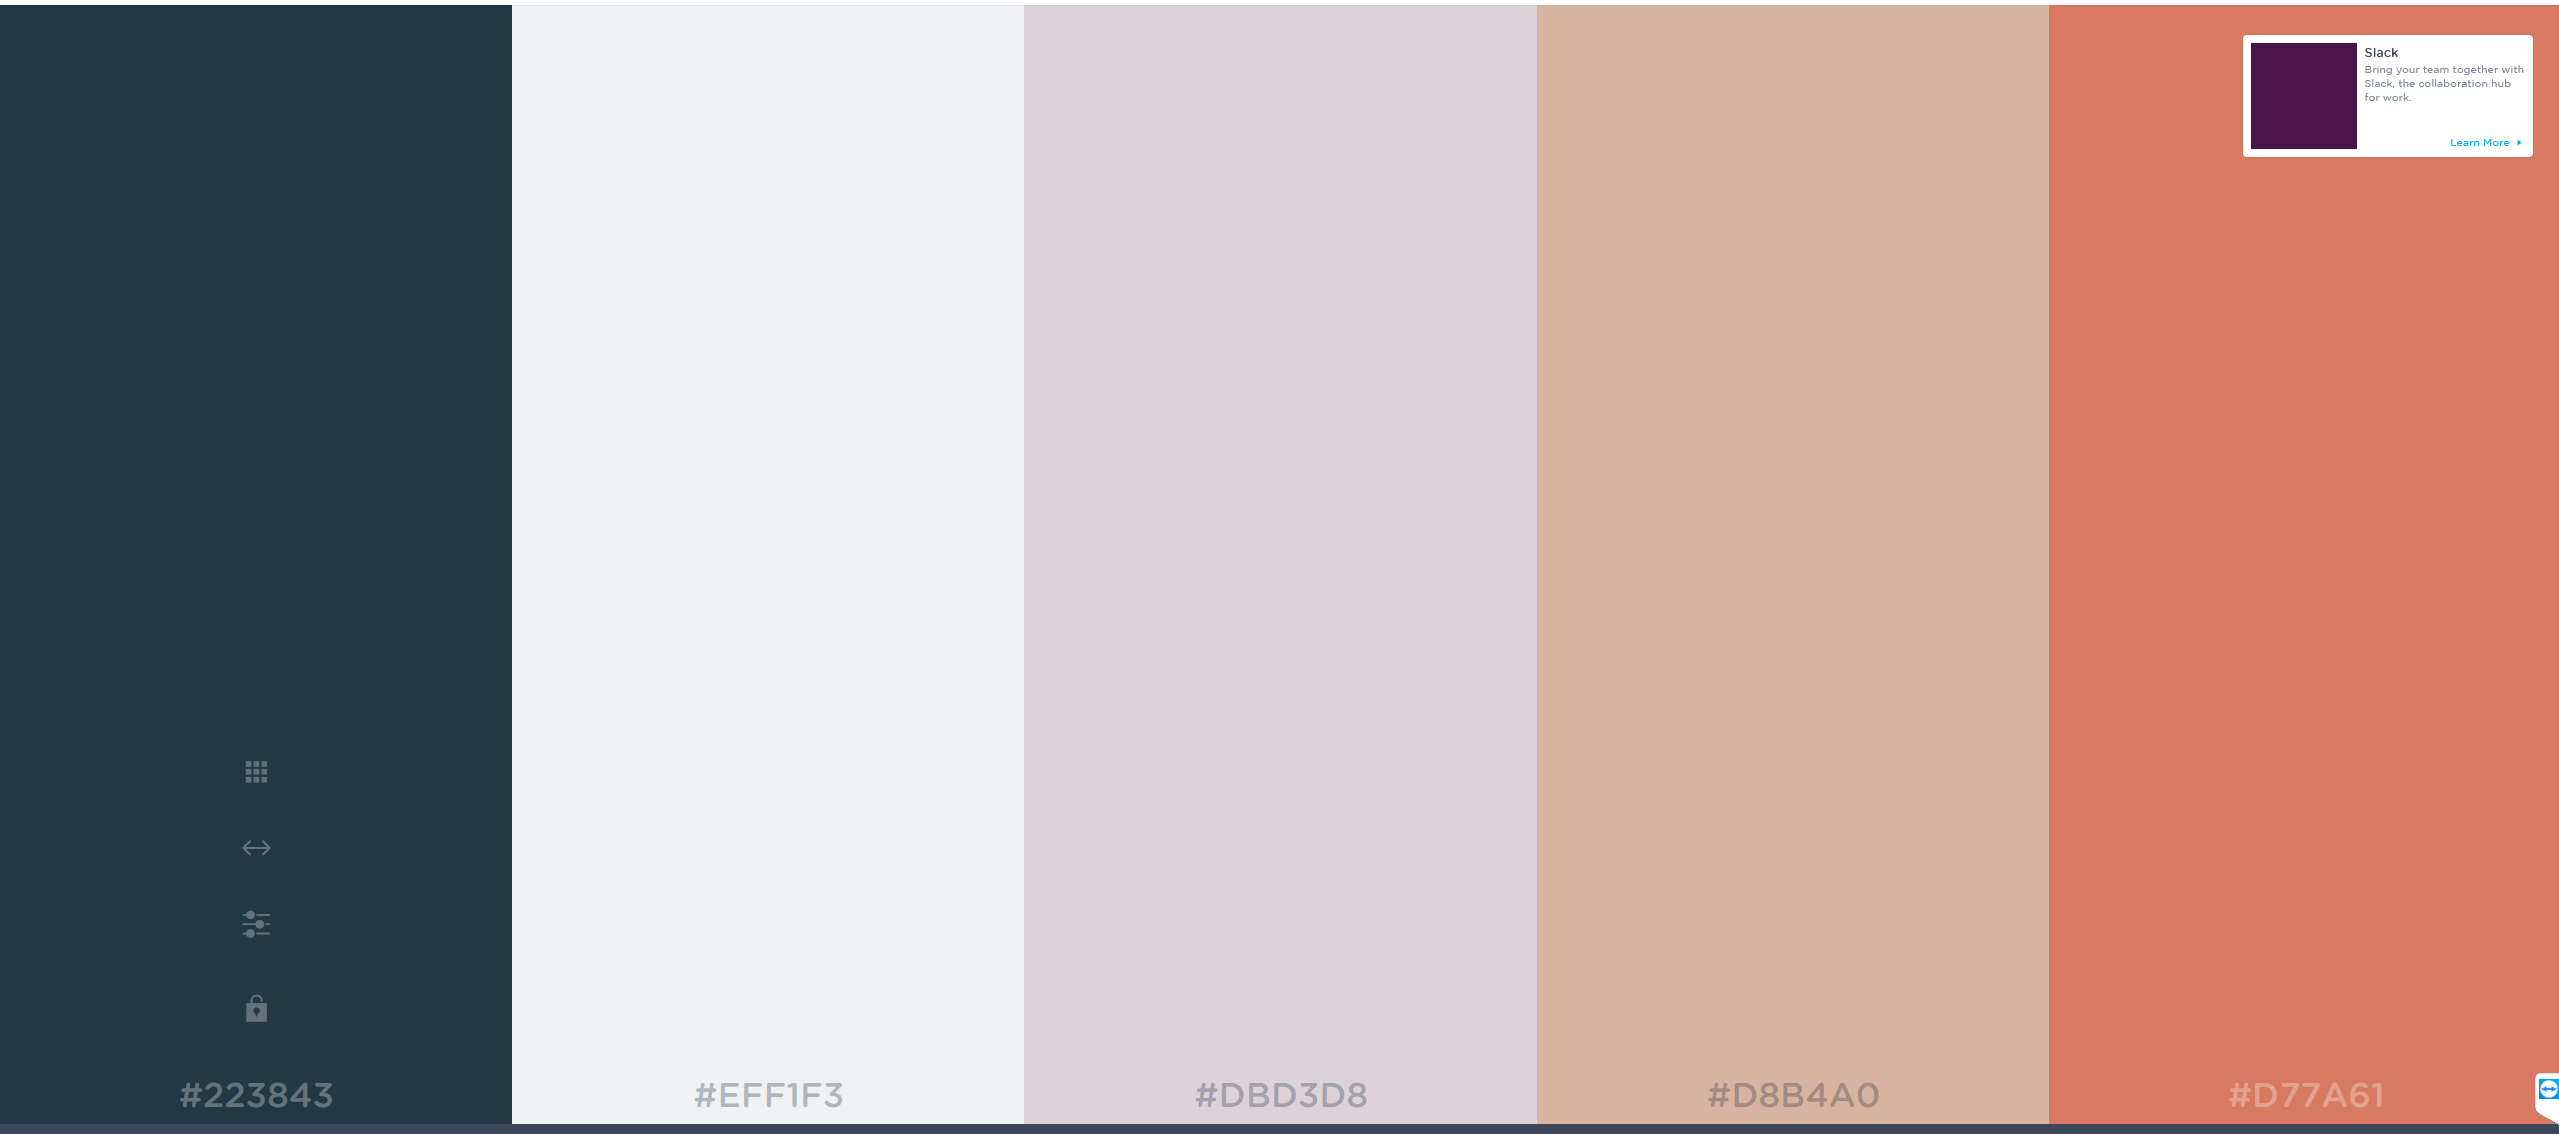 Slack
Bring your team together with
Slack, the collaboration hub
for work.
Learn More
#223843
#EFF1F3
#DBD3D8
#D8B4A0
#D77A61